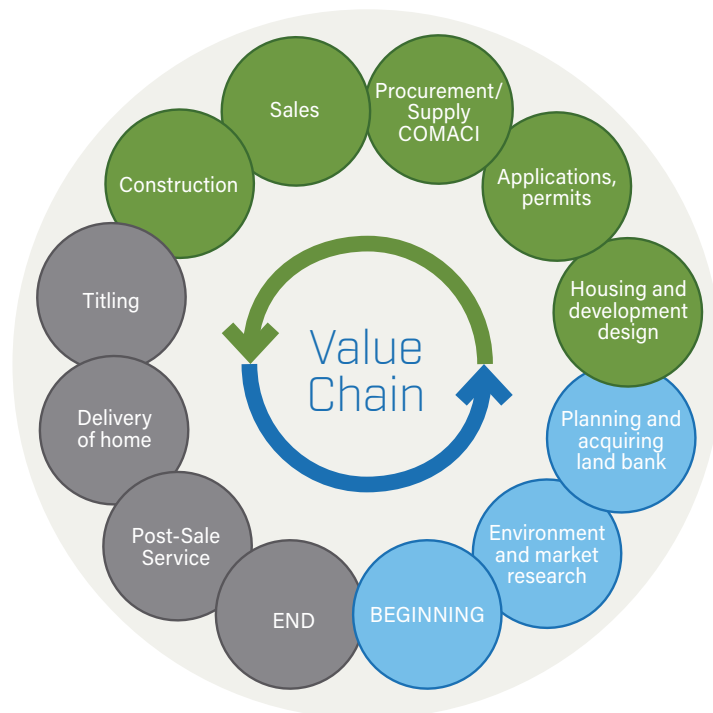 Sales
Procurement/
Supply
COMACI
Construction
Applications,
permits
Titling
Housing and
development
design
Value
Chain
Delivery
of home
Planning and
acquiring
land bank
Post-Sale
Service
Environment
and market
research
END
BEGINNING